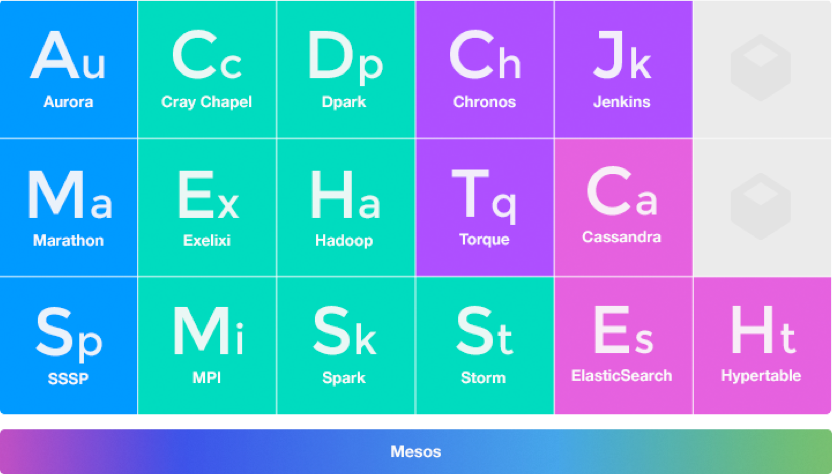 Au Cc Dp Ch Jk
Aurora Cray Chapel Dpark Chronos Jenkins
Ma Ex Ha Tq Ca
Marathon Exelixi Hadoop Torque Cassandra
Sp Mi Sk St Es Ht
SSSP MPI Spark Storm ElasticSearch Hypertable
Mesos